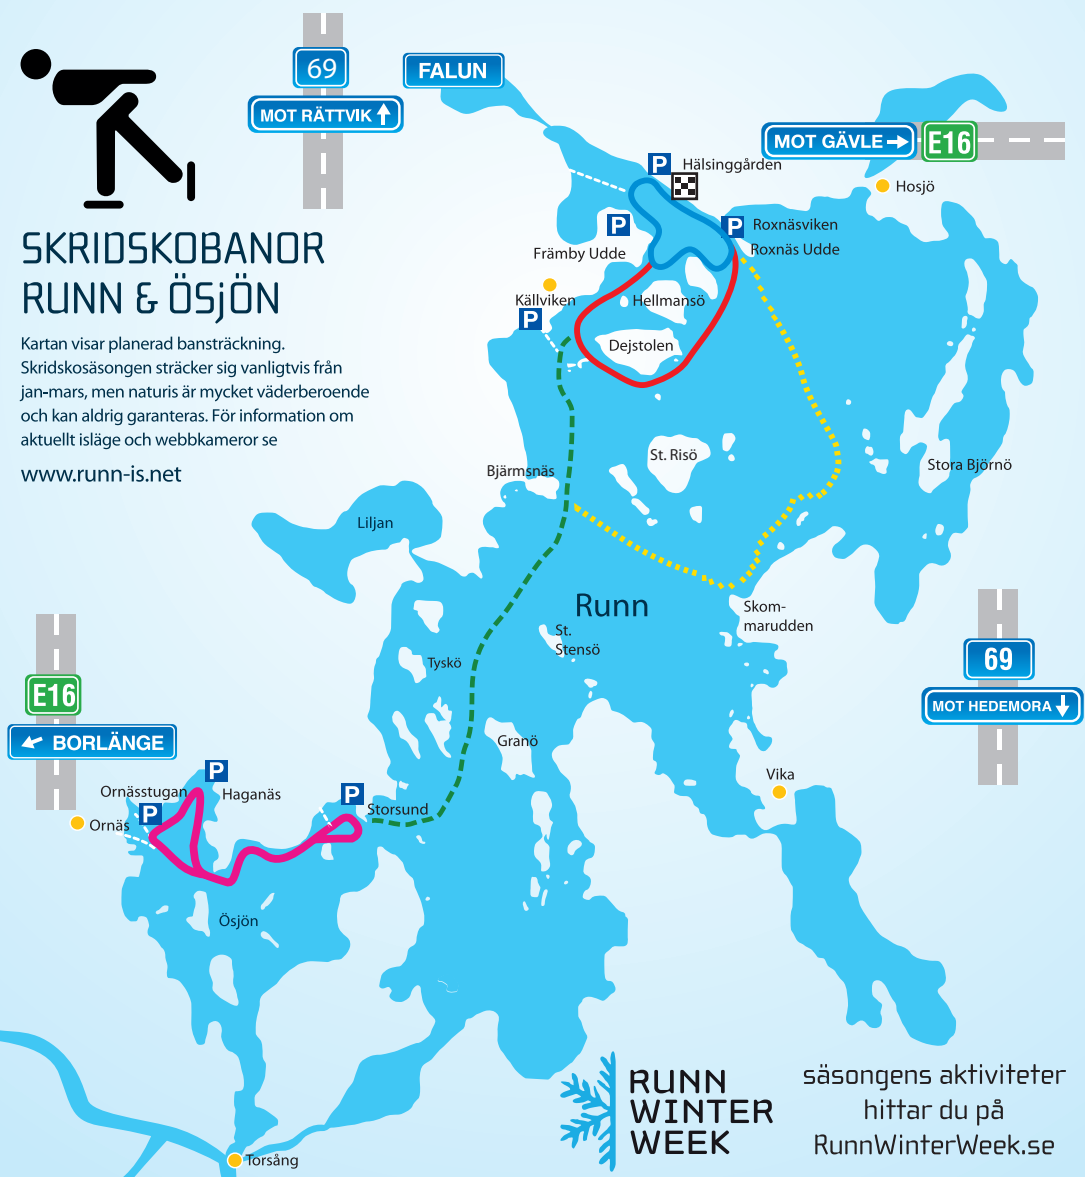 69
MOT RÄTTVIK
FALUN
MOT GÄVLE
E16
P
Hälsinggården
Hosjö
P
P
Roxnäsviken
Roxnäs Udde
Främby Udde
SKRIDSKOBANOR
RUNN & ÖSjÖN
Källviken
P
Hellmansö
Dejstolen
Kartan visar planerad bansträckning.
Skridskosäsongen sträcker sig vanligtvis från
jan-mars, men naturis är mycket väderberoende
och kan aldrig garanteras. För information om
aktuellt isläge och webbkameror se
www.runn-is.net
St. Risö
Stora Björnö
Bjärmsnäs
Liljan
Runn
Skom-
marudden
St.
Stensö
Tyskö
69
MOT HEDEMORA
E16
BORLÄNGE
Granö
Vika
P
Ornässtugan
Haganäs
P
P
Storsund
Ornäs
Ösjön
RUNN
WINTER
WEEK
säsongens aktiviteter
hittar du på
RunnWinterWeek.se
Torsång